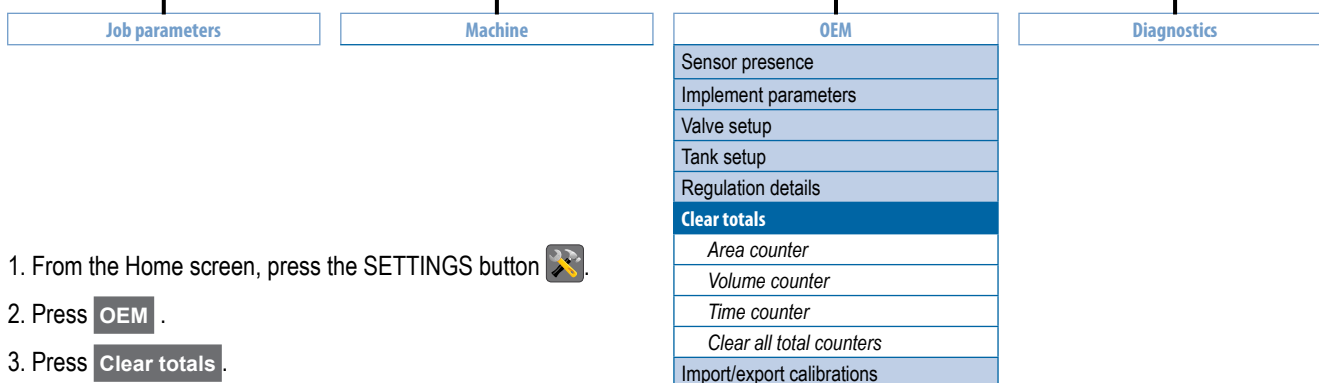 Job parameters
Machine
OEM
Diagnostics
Sensor presence
Implement parameters
Valve setup
Tank setup
Regulation details
Clear totals
Area counter
Volume counter
Time counter
Clear all total counters
Import/export calibrations
1. From the Home screen, press the SETTINGS button .
2. Press OEM .
3. Press Clear totals .